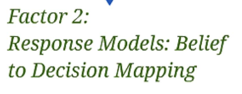 Factor 2:
Response Models: Belief
to Decision Mapping